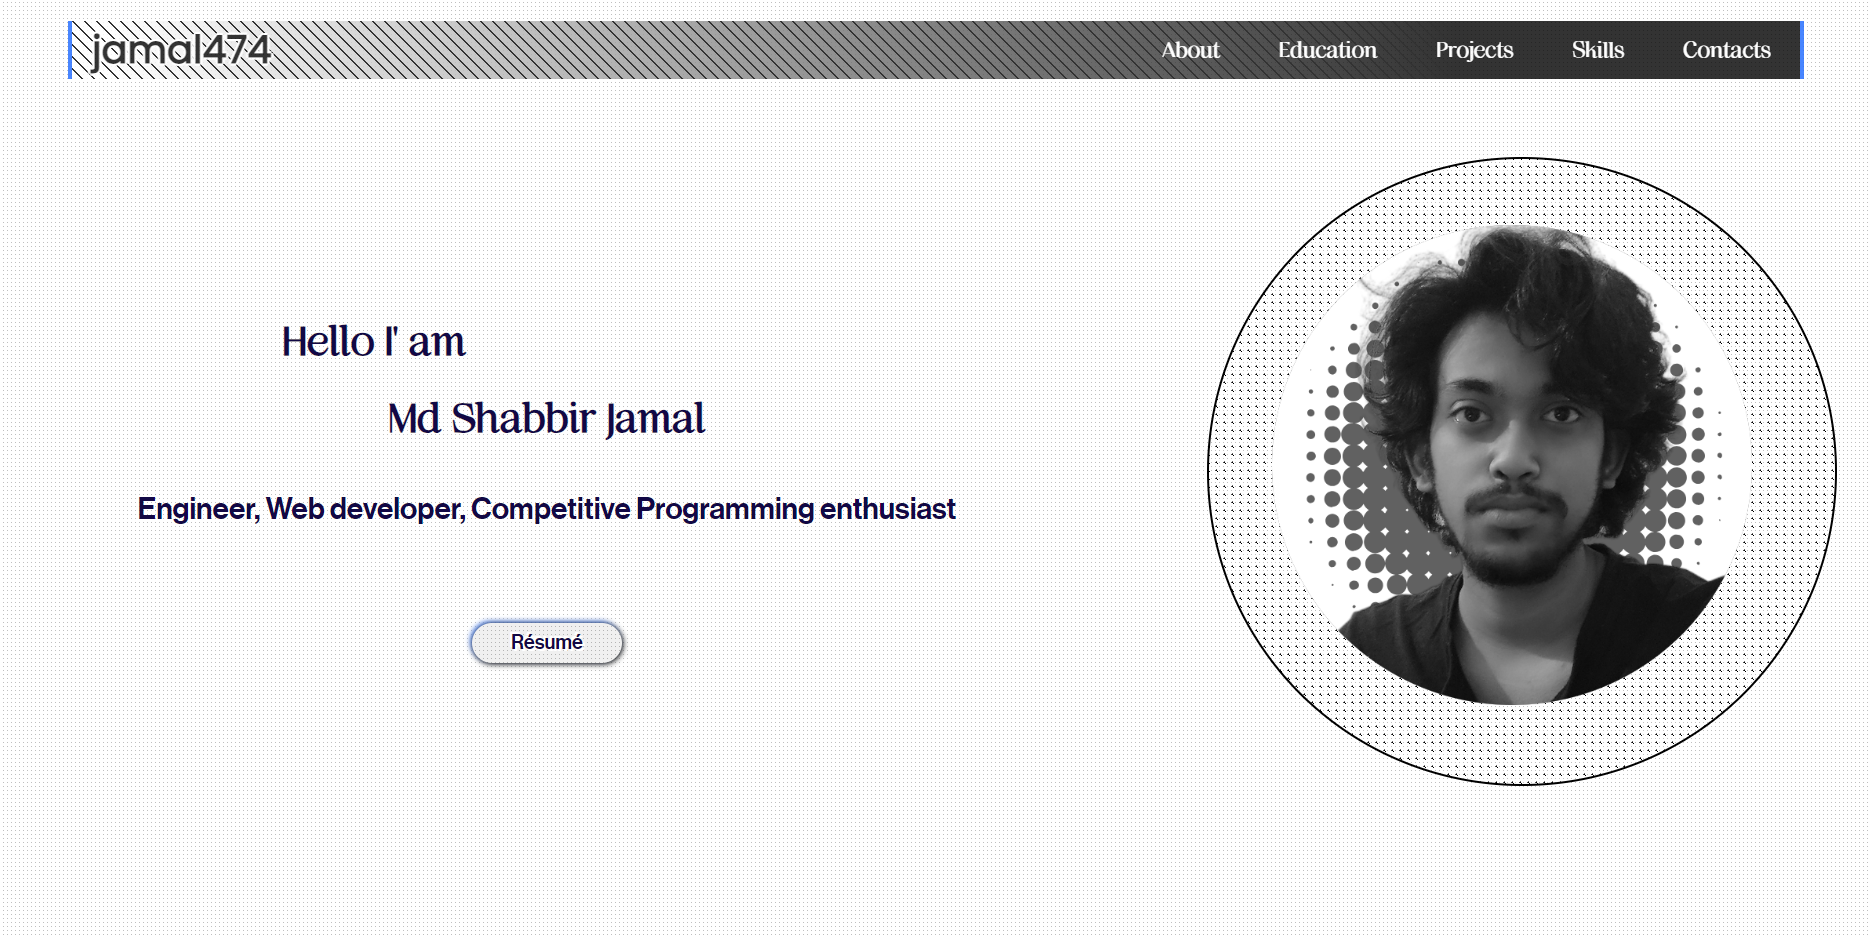 jamal474
About Education Projects Skills Contacts
Hello I' am
Md Shabbir Jamal
Engineer, Web developer, Competitive Programming enthusiast
Résumé